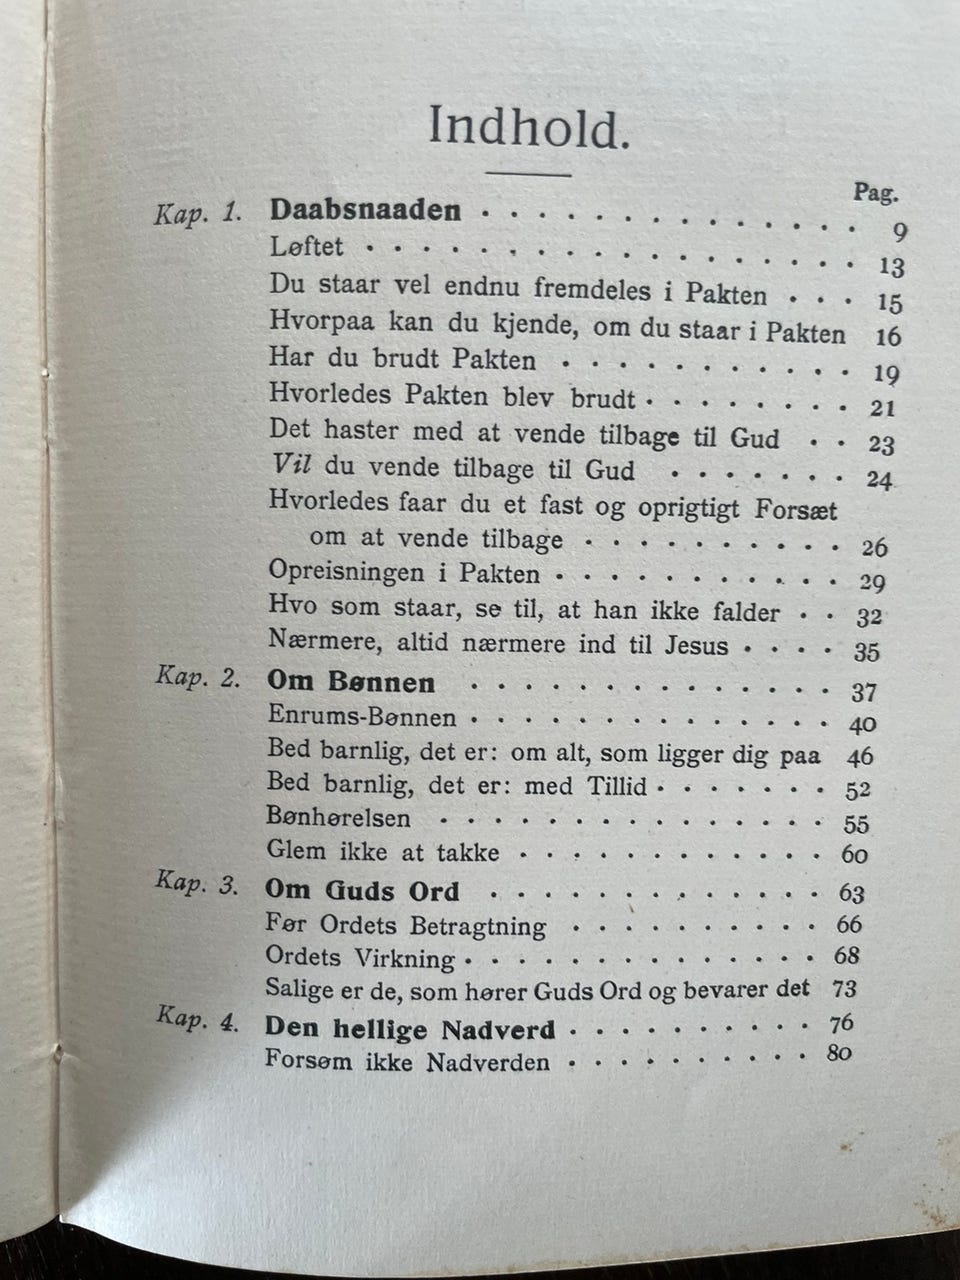 Indhold.
Pag.
Kap. 1. Daabsnaaden . . . . . . . . . . . . . . 9
Løftet . . . . . . . . . . . . . . . . . . 13
Du staar vel endnu fremdeles i Pakten . . . 15
Hvorpaa kan du kjende, om du staar i Pakten 16
Har du brudt Pakten . . . . . . . . . . . 19
Hvorledes Pakten blev brudt . . . . . . . . 21
Det haster med at vende tilbage til Gud . . 23
Vil du vende tilbage til Gud . . . . . . . 24
Hvorledes faar du et fast og oprigtigt Forsæt
om at vende tilbage . . . . . . . . . . 26
Opreisningen i Pakten . . . . . . . . . . . 29
Hvo som staar, se til, at han ikke falder . . 32
Nærmere, altid nærmere ind til Jesus . . . . 35
Kap. 2. Om Bønnen . . . . . . . . . . . . . . 37
Enrums-Bønnen . . . . . . . . . . . . . . 40
Bed barnlig, det er: om alt, som ligger dig paa 46
Bed barnlig, det er: med Tillid . . . . . . . 52
Bønhørelsen . . . . . . . . . . . . . . . 55
Glem ikke at takke . . . . . . . . . . . . 60
Kap. 3. Om Guds Ord . . . . . . . . . . . . . 63
Før Ordets Betragtning . . . . . . . . . . 66
Ordets Virkning . . . . . . . . . . . . . . 68
Salige er de, som hører Guds Ord og bevarer det 73
Kap. 4. Den hellige Nadverd . . . . . . . . . . 76
Forsøm ikke Nadverden . . . . . . . . . . 80